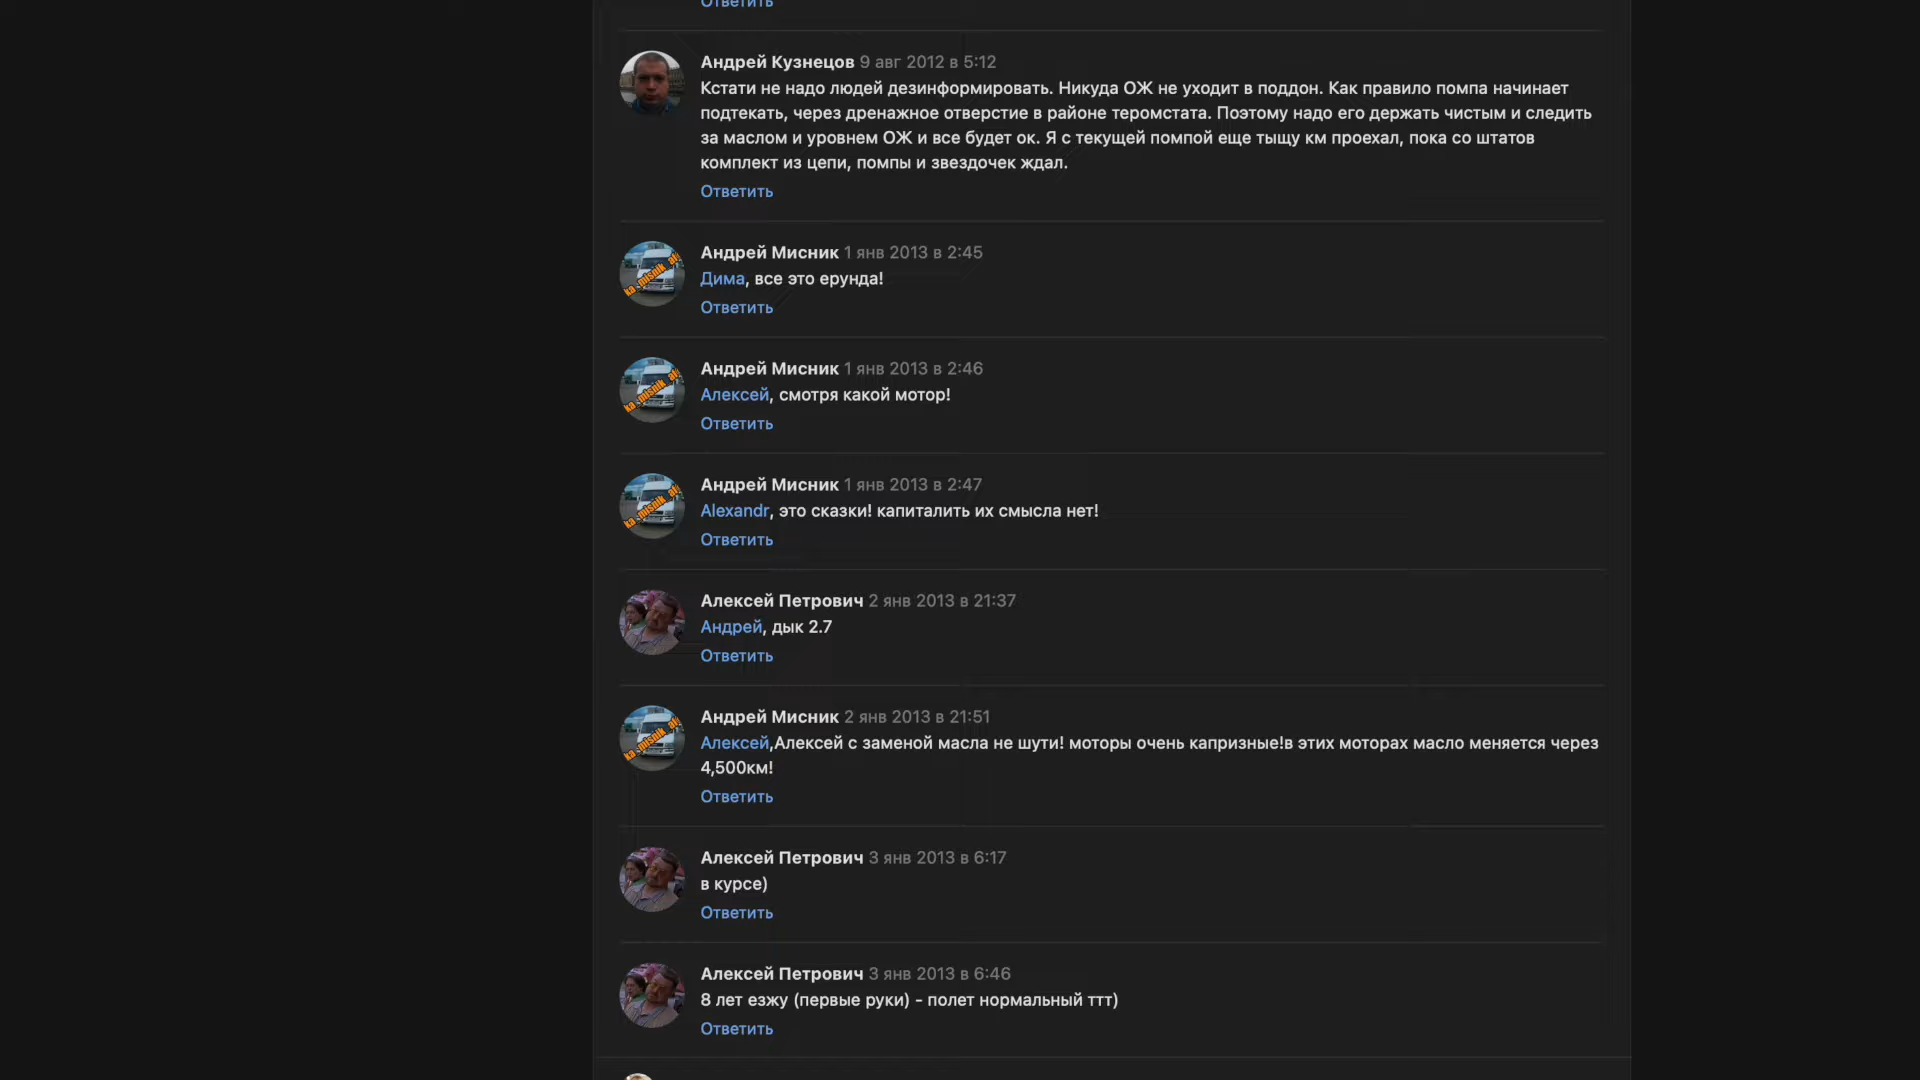 Ответить
Андрей Кузнецов 9 авг 2012 в 5:12
Кстати не надо людей дезинформировать. Никуда ОЖ не уходит в поддон. Как правило помпа начинает
подтекать, через дренажное отверстие в районе теромстата. Поэтому надо его держать чистым и следить
за маслом и уровнем ОЖ и все будет ок. Я с текущей помпой еще тыщу км проехал, пока со штатов
комплект из цепи, помпы и звездочек ждал.
Ответить
Андрей Мисник 1 янв 2013 в 2:45
Дима, все это ерунда!
Ответить
Андрей Мисник 1 янв 2013 в 2:46
Алексей, смотря какой мотор!
Ответить
Андрей Мисник 1 янв 2013 в 2:47
Alexandr, это сказки! капиталить их смысла нет!
Ответить
Алексей Петрович 2 янв 2013 в 21:37
Андрей, дык 2.7
Ответить
Андрей Мисник 2 янв 2013 в 21:51
Алексей,Алексей с заменой масла не шути! моторы очень капризные!в этих моторах масло меняется через
4,500км!
Ответить
Алексей Петрович 3 янв 2013 в 6:17
в курсе)
Ответить
Алексей Петрович 3 янв 2013 в 6:46
8 лет езжу (первые руки) - полет нормальный ттт)
Ответить